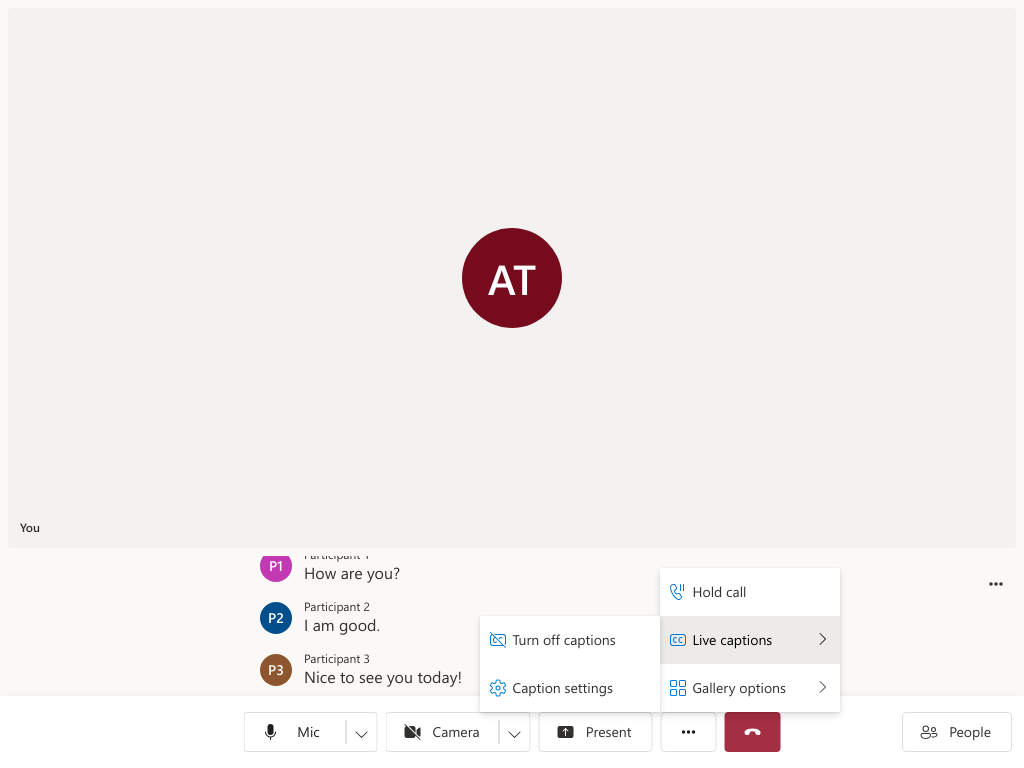 AT
You
Participant 1
P1
How are you?
Participant 2
P2
I am good.
Participant 3
P3
Nice to see you today!
Hold call
Live captions
Gallery options
Turn off captions
Caption settings
Mic
Camera
Present
People